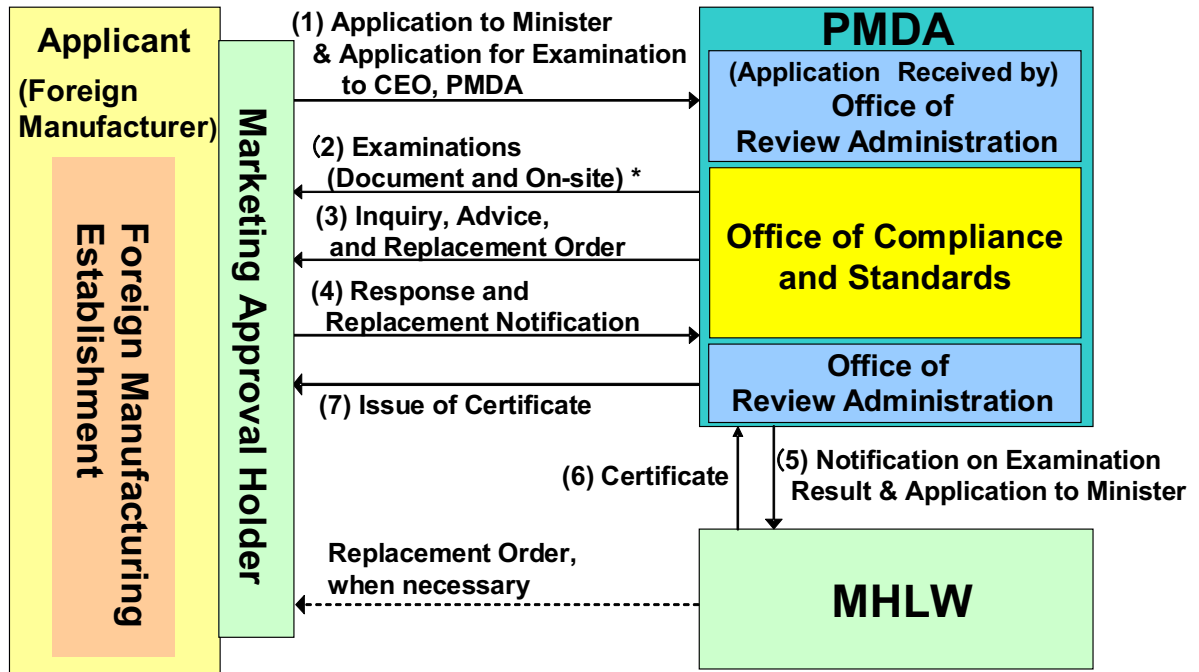 Applicant
(Foreign
Manufacturer)
Foreign Manufacturing
Establishment
Marketing Approval Holder
(1) Application to Minister
& Application for Examination
to CEO, PMDA
(2) Examinations
(Document and On-site) *
(3) Inquiry, Advice,
and Replacement Order
(4) Response and
Replacement Notification
(7) Issue of Certificate
PMDA
(Application Received by)
Office of
Review Administration
Office of Compliance
and Standards
Office of
Review Administration
(6) Certificate
(5) Notification on Examination
Result & Application to Minister
Replacement Order,
when necessary
MHLW